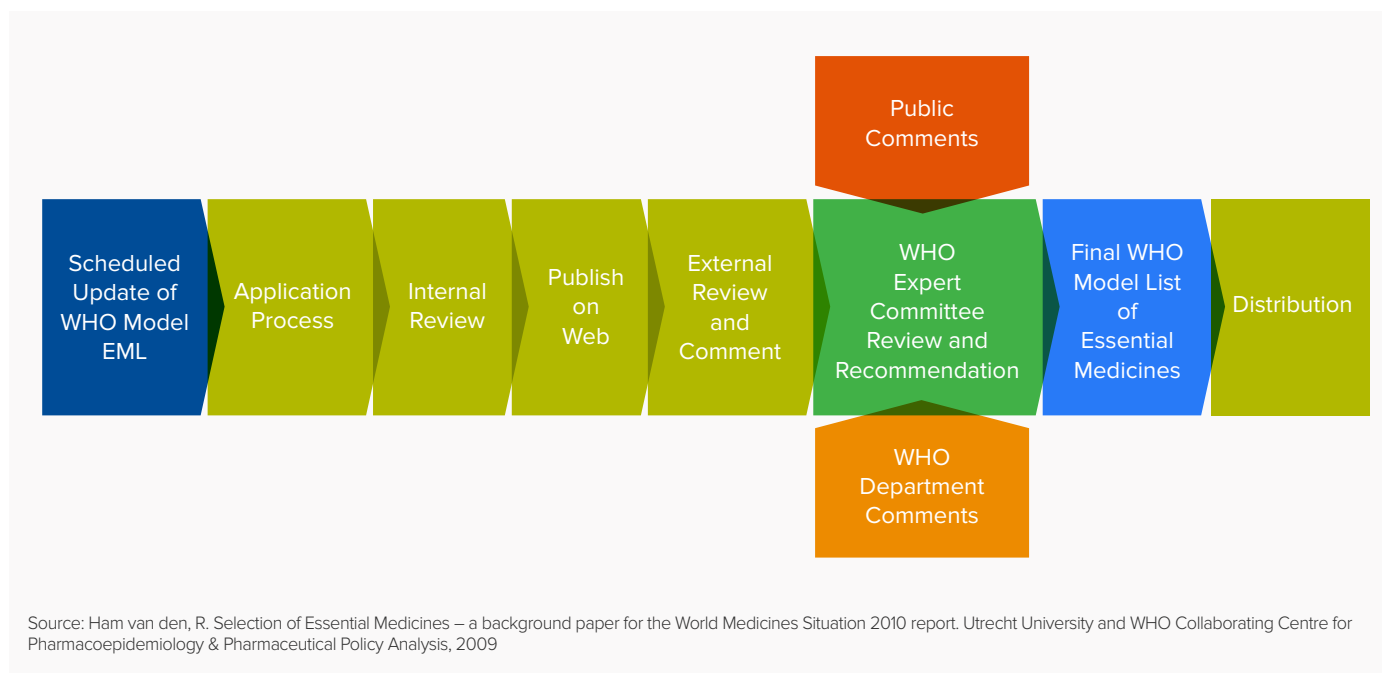 Public
Comments
Scheduled
Update of
WHO Model
EML
Application
Process
Internal
Review
Publish
on
Web
External
Review
and
Comment
WHO
Expert
Committee
Review and
Recommendation
Final WHO
Model List
of
Essential
Medicines
Distribution
WHO
Department
Comments
Source: Ham van den, R. Selection of Essential Medicines – a background paper for the World Medicines Situation 2010 report. Utrecht University and WHO Collaborating Centre for
Pharmacoepidemiology & Pharmaceutical Policy Analysis, 2009